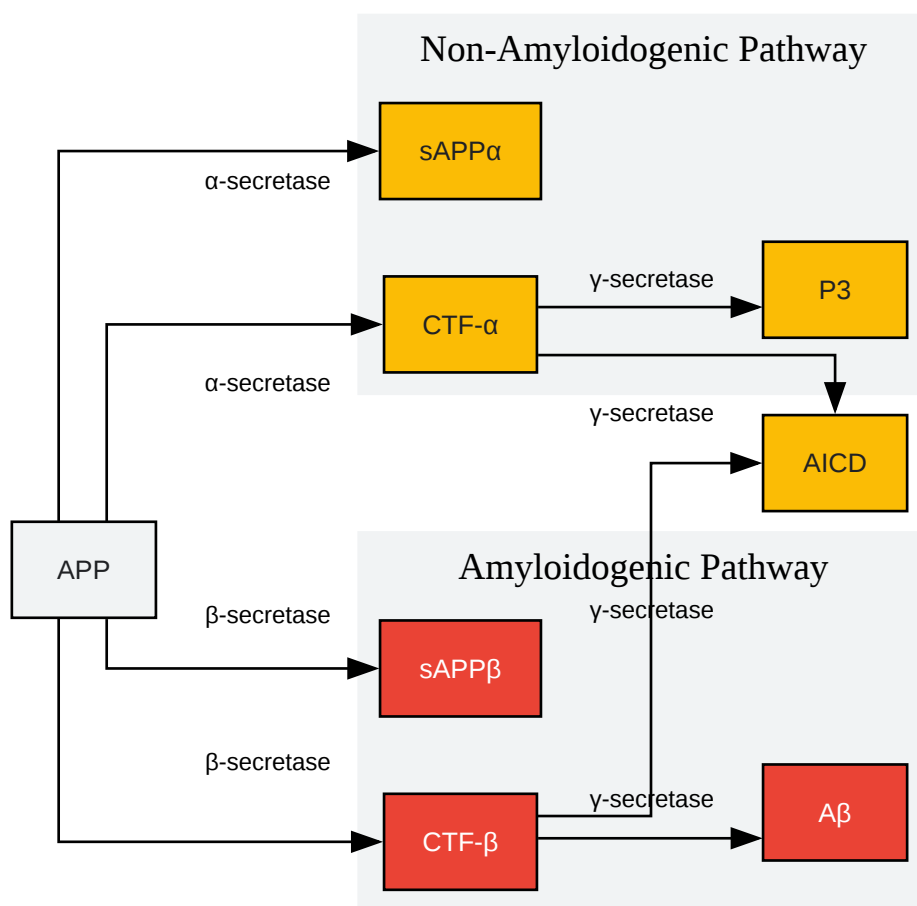 Non-Amyloidogenic Pathway
sAPPα
α-secretase
γ-secretase
P3
CTF-α
α-secretase
γ-secretase
AICD
APP
Amyloidogenic Pathway
β-secretase
γ-secretase
sAPPβ
β-secretase
γ-secretase
Aβ
CTF-β